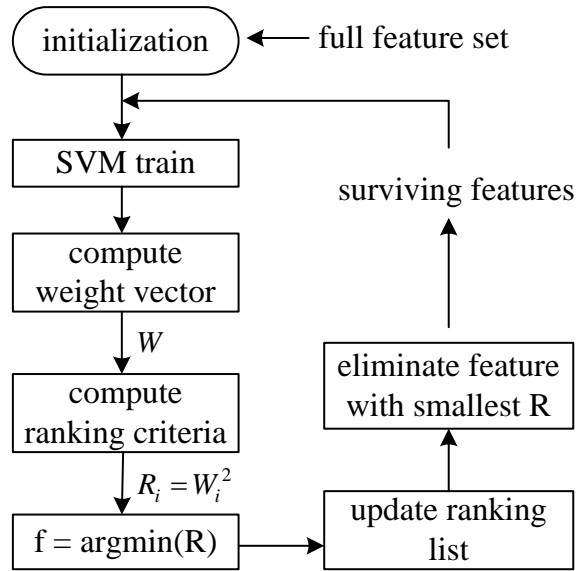 initialization
full feature set
SVM train
compute
weight vector
W
compute
ranking criteria
R_i = W_i^2
f = argmin(R)
update ranking
list
eliminate feature
with smallest R
surviving features